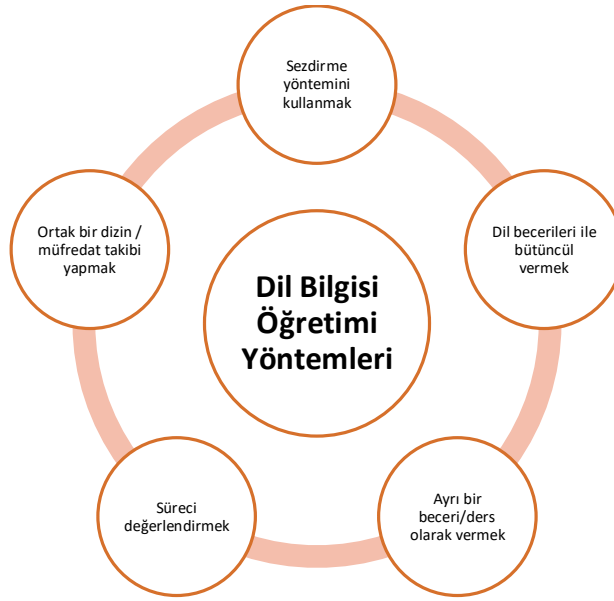 Sezdirme
yöntemini
kullanmak
Dil becerileri ile
bütüncül
vermek
Ayrı bir
beceri/ders
olarak vermek
Süreci
değerlendirmek
Ortak bir dizin /
müfredat takibi
yapmak
Dil Bilgisi
Öğretimi
Yöntemleri